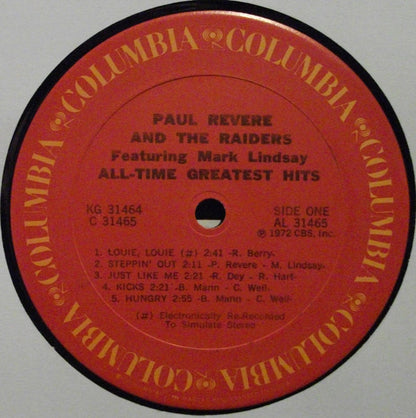 COLUMBIA COLUMBIA COLUMBIA COLUMBIA COLUMBIA COLUMBIA
PAUL REVERE
AND THE RAIDERS
Featuring Mark Lindsay
ALL-TIME GREATEST HITS
KG 31464 SIDE ONE
C 31465 AL 31465
℗ 1972 CBS, Inc.
1. LOUIE, LOUIE (#) 2:41 -R. Berry-
2. STEPPIN' OUT 2:11 -P. Revere - M. Lindsay-
3. JUST LIKE ME 2:21 -R. Dey - R. Hart-
4. KICKS 2:21 -B. Mann - C. Weil-
5. HUNGRY 2:55 -B. Mann - C. Weil-
(#) Electronically Re-Recorded
To Simulate Stereo